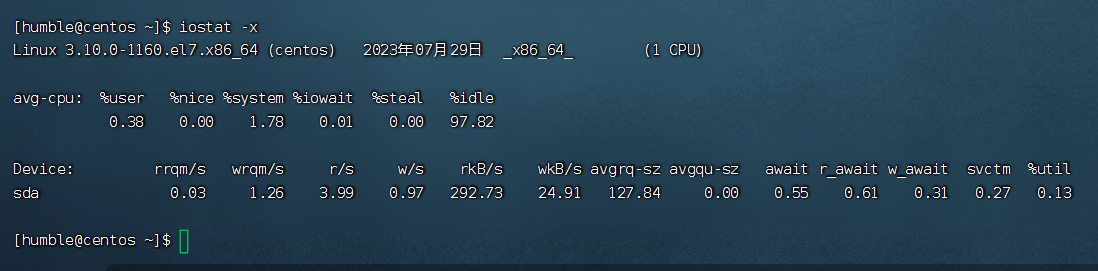 [humble@centos ~]$ iostat -x
Linux 3.10.0-1160.el7.x86_64 (centos) 2023年07月29日 _x86_64_ (1 CPU)
avg-cpu: %user %nice %system %iowait %steal %idle
0.38 0.00 1.78 0.01 0.00 97.82
Device: rrqm/s wrqm/s r/s w/s rkB/s wkB/s avgrq-sz avgqu-sz await r_await w_await svctm %util
sda 0.03 1.26 3.99 0.97 292.73 24.91 127.84 0.00 0.55 0.61 0.31 0.27 0.13
[humble@centos ~]$